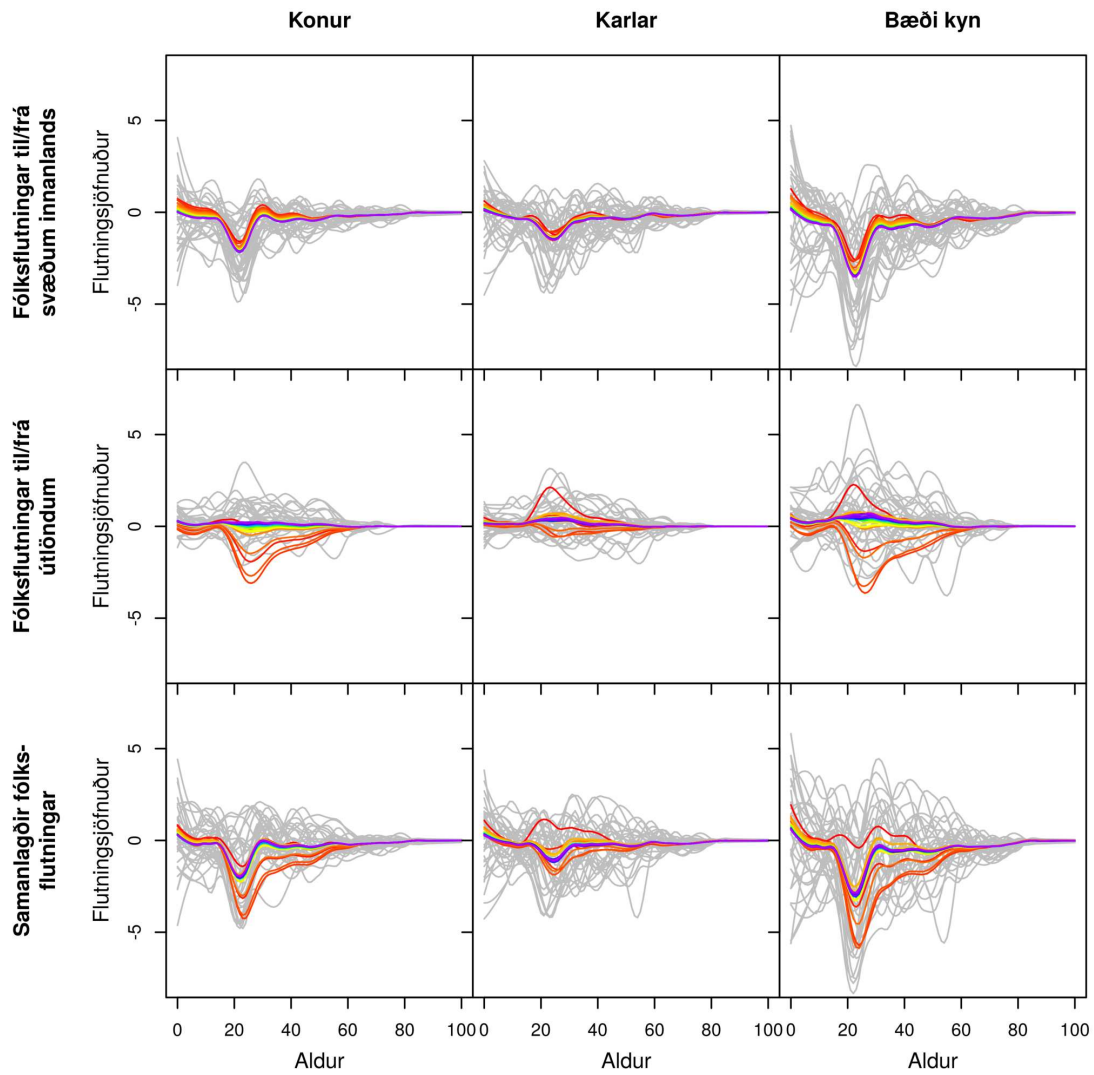 Konur
Karlar
Bæði kyn
Fólksflutningar til/frá
svæðum innanlands
Flutningsjöfnuður
5
0
-5
Fólksflutningar til/frá
útlöndum
Flutningsjöfnuður
5
0
-5
Samanlagðir fólks-
flutningar
Flutningsjöfnuður
5
0
-5
0 20 40 60 80 100
0 20 40 60 80 100
0 20 40 60 80 100
Aldur
Aldur
Aldur